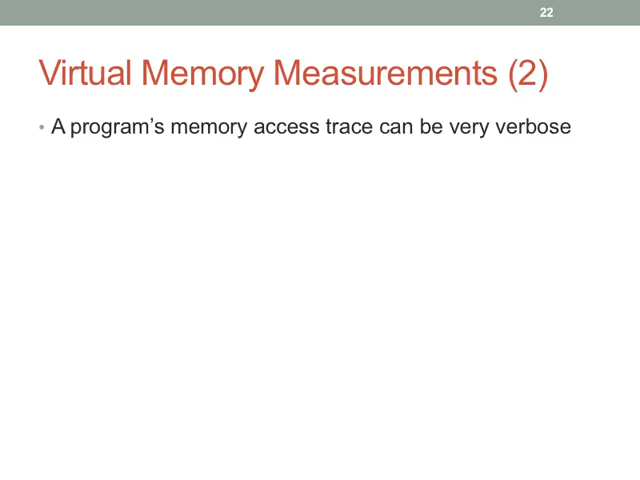 22
Virtual Memory Measurements (2)
• A program’s memory access trace can be very verbose